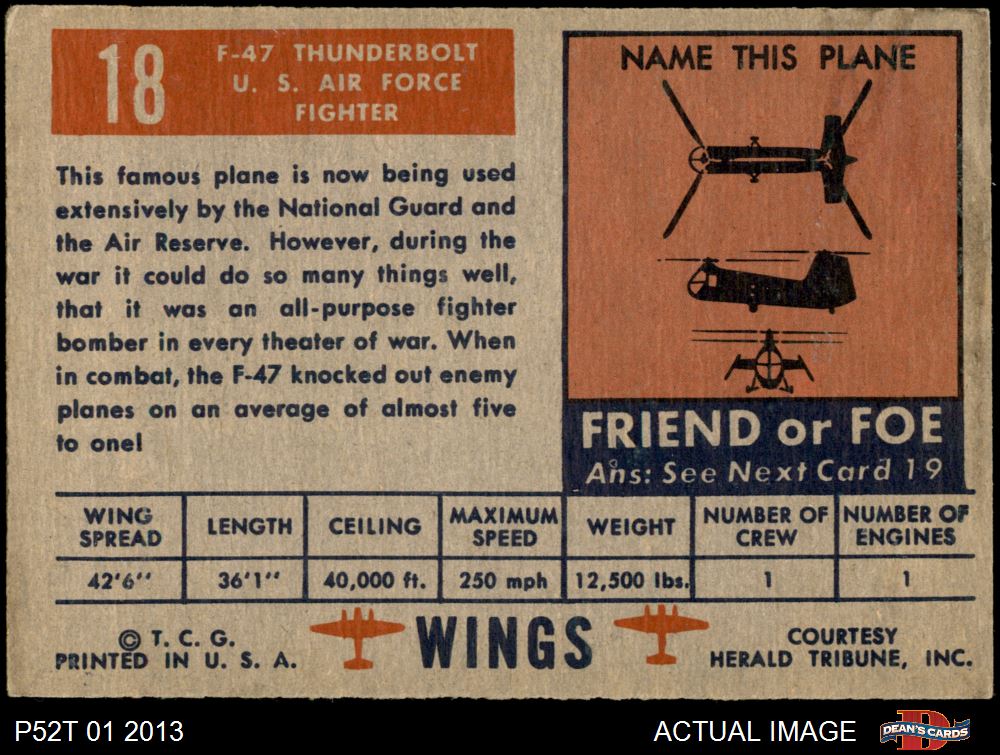 18
F-47 THUNDERBOLT
U. S. AIR FORCE
FIGHTER
This famous plane is now being used
extensively by the National Guard and
the Air Reserve. However, during the
war it could do so many things well,
that it was an all-purpose fighter
bomber in every theater of war. When
in combat, the F-47 knocked out enemy
planes on an average of almost five
to one!
NAME THIS PLANE
FRIEND or FOE
Ans: See Next Card 19
WING SPREAD LENGTH CEILING MAXIMUM SPEED WEIGHT NUMBER OF CREW NUMBER OF ENGINES
42'6" 36'1" 40,000 ft. 250 mph 12,500 lbs. 1 1
© T. C. G.
PRINTED IN U. S. A.
WINGS
COURTESY
HERALD TRIBUNE, INC.
P52T 01 2013
ACTUAL IMAGE
D
DEAN'S CARDS